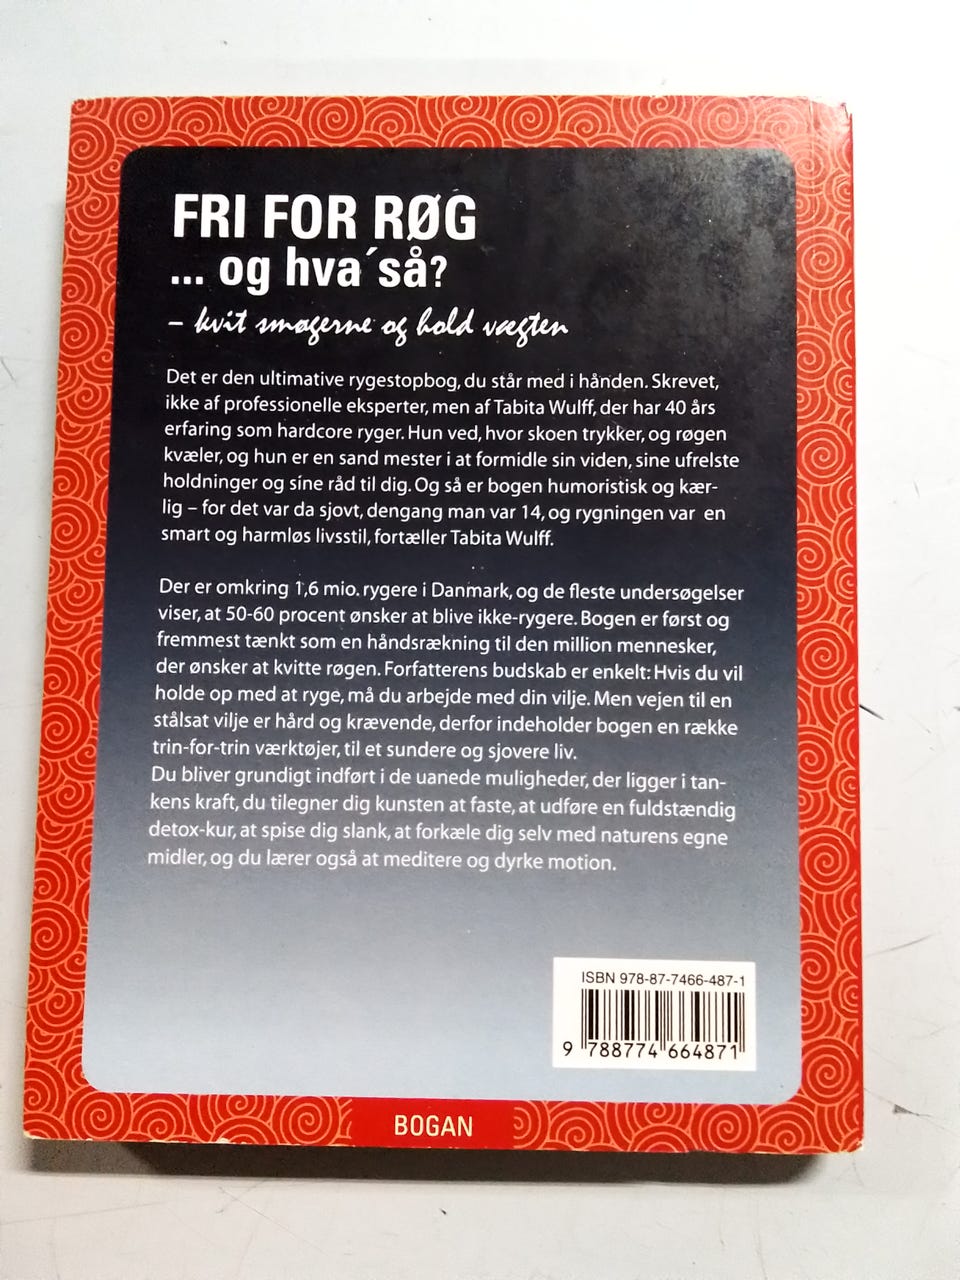 FRI FOR RØG
... og hva´så?
– kvit smøgerne og hold vægten
Det er den ultimative rygestopbog, du står med i hånden. Skrevet,
ikke af professionelle eksperter, men af Tabita Wulff, der har 40 års
erfaring som hardcore ryger. Hun ved, hvor skoen trykker, og røgen
kvæler, og hun er en sand mester i at formidle sin viden, sine ufrelste
holdninger og sine råd til dig. Og så er bogen humoristisk og kær-
lig – for det var da sjovt, dengang man var 14, og rygningen var en
smart og harmløs livsstil, fortæller Tabita Wulff.
Der er omkring 1,6 mio. rygere i Danmark, og de fleste undersøgelser
viser, at 50-60 procent ønsker at blive ikke-rygere. Bogen er først og
fremmest tænkt som en håndsrækning til den million mennesker,
der ønsker at kvitte røgen. Forfatterens budskab er enkelt: Hvis du vil
holde op med at ryge, må du arbejde med din vilje. Men vejen til en
stålsat vilje er hård og krævende, derfor indeholder bogen en række
trin-for-trin værktøjer, til et sundere og sjovere liv.
Du bliver grundigt indført i de uanede muligheder, der ligger i tan-
kens kraft, du tilegner dig kunsten at faste, at udføre en fuldstændig
detox-kur, at spise dig slank, at forkæle dig selv med naturens egne
midler, og du lærer også at meditere og dyrke motion.
ISBN 978-87-7466-487-1
9 788774 664871
BOGAN